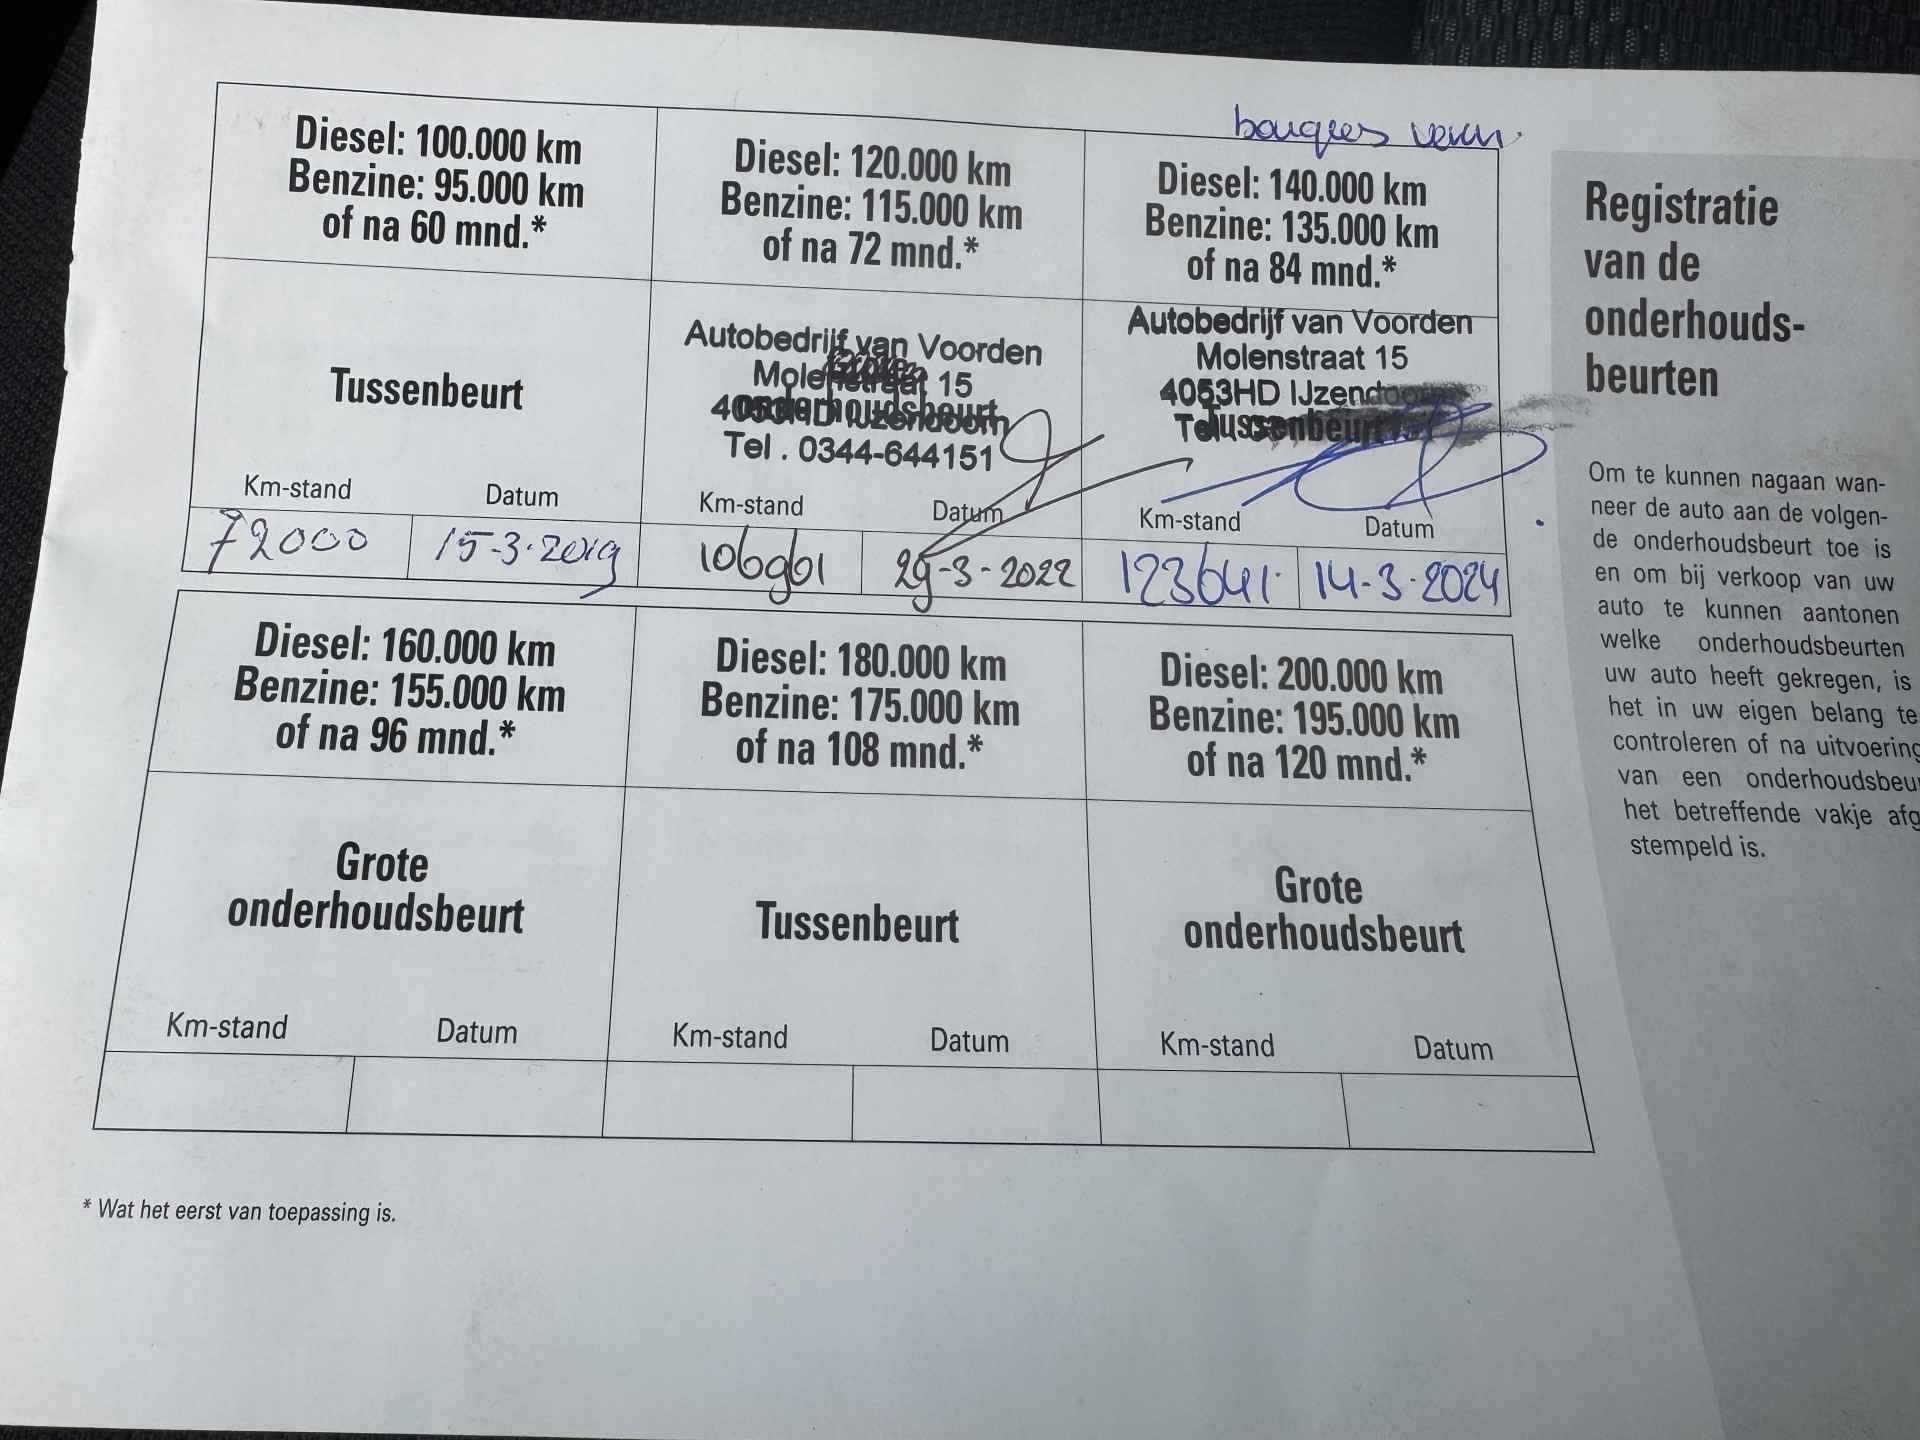 bougies vern.
Diesel: 100.000 km
Benzine: 95.000 km
of na 60 mnd.*
Tussenbeurt
Km-stand Datum
72000 15-3-2019
Diesel: 120.000 km
Benzine: 115.000 km
of na 72 mnd.*
Autobedrijf van Voorden
Molenstraat 15
4053HD IJzendoorn
onderhoudsbeurt
Tel . 0344-644151
Km-stand Datum
106961 29-3-2022
Diesel: 140.000 km
Benzine: 135.000 km
of na 84 mnd.*
Autobedrijf van Voorden
Molenstraat 15
4053HD IJzendoorn
Tel
Tussenbeurt
Km-stand Datum
123641 14-3-2024
Diesel: 160.000 km
Benzine: 155.000 km
of na 96 mnd.*
Grote
onderhoudsbeurt
Km-stand Datum
Diesel: 180.000 km
Benzine: 175.000 km
of na 108 mnd.*
Tussenbeurt
Km-stand Datum
Diesel: 200.000 km
Benzine: 195.000 km
of na 120 mnd.*
Grote
onderhoudsbeurt
Km-stand Datum
* Wat het eerst van toepassing is.
Registratie
van de
onderhouds-
beurten
Om te kunnen nagaan wan-
neer de auto aan de volgen-
de onderhoudsbeurt toe is
en om bij verkoop van uw
auto te kunnen aantonen
welke onderhoudsbeurten
uw auto heeft gekregen, is
het in uw eigen belang te
controleren of na uitvoering
van een onderhoudsbeu
het betreffende vakje afg
stempeld is.